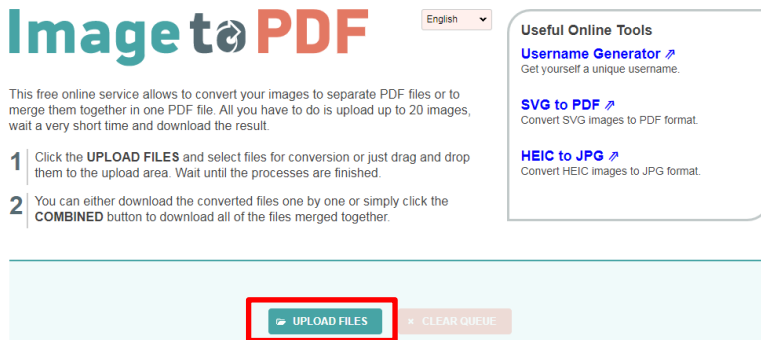 Image to PDF
English
This free online service allows to convert your images to separate PDF files or to
merge them together in one PDF file. All you have to do is upload up to 20 images,
wait a very short time and download the result.
1 Click the UPLOAD FILES and select files for conversion or just drag and drop
them to the upload area. Wait until the processes are finished.
2 You can either download the converted files one by one or simply click the
COMBINED button to download all of the files merged together.
Useful Online Tools
Username Generator ⇗
Get yourself a unique username.
SVG to PDF ⇗
Convert SVG images to PDF format.
HEIC to JPG ⇗
Convert HEIC images to JPG format.
UPLOAD FILES
× CLEAR QUEUE